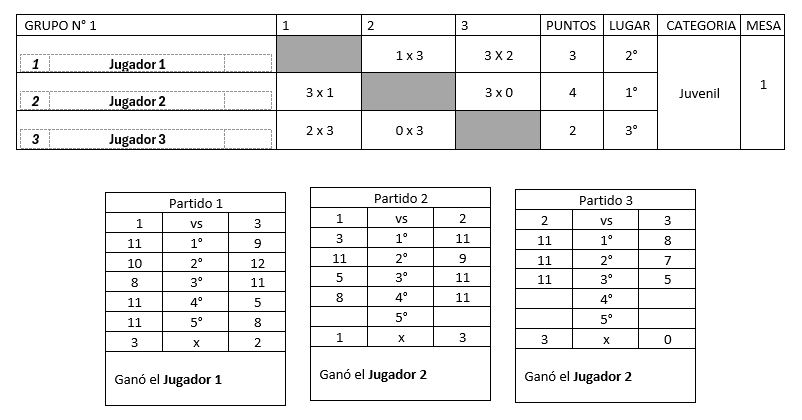 GRUPO N° 1 1 2 3 PUNTOS LUGAR CATEGORIA MESA
1 Jugador 1 1 x 3 3 X 2 3 2°
2 Jugador 2 3 x 1 3 x 0 4 1° Juvenil 1
3 Jugador 3 2 x 3 0 x 3 2 3°
Partido 1
1 vs 3
11 1° 9
10 2° 12
8 3° 11
11 4° 5
11 5° 8
3 x 2
Ganó el Jugador 1
Partido 2
1 vs 2
3 1° 11
11 2° 9
5 3° 11
8 4° 11
5°
1 x 3
Ganó el Jugador 2
Partido 3
2 vs 3
11 1° 8
11 2° 7
11 3° 5
4°
5°
3 x 0
Ganó el Jugador 2